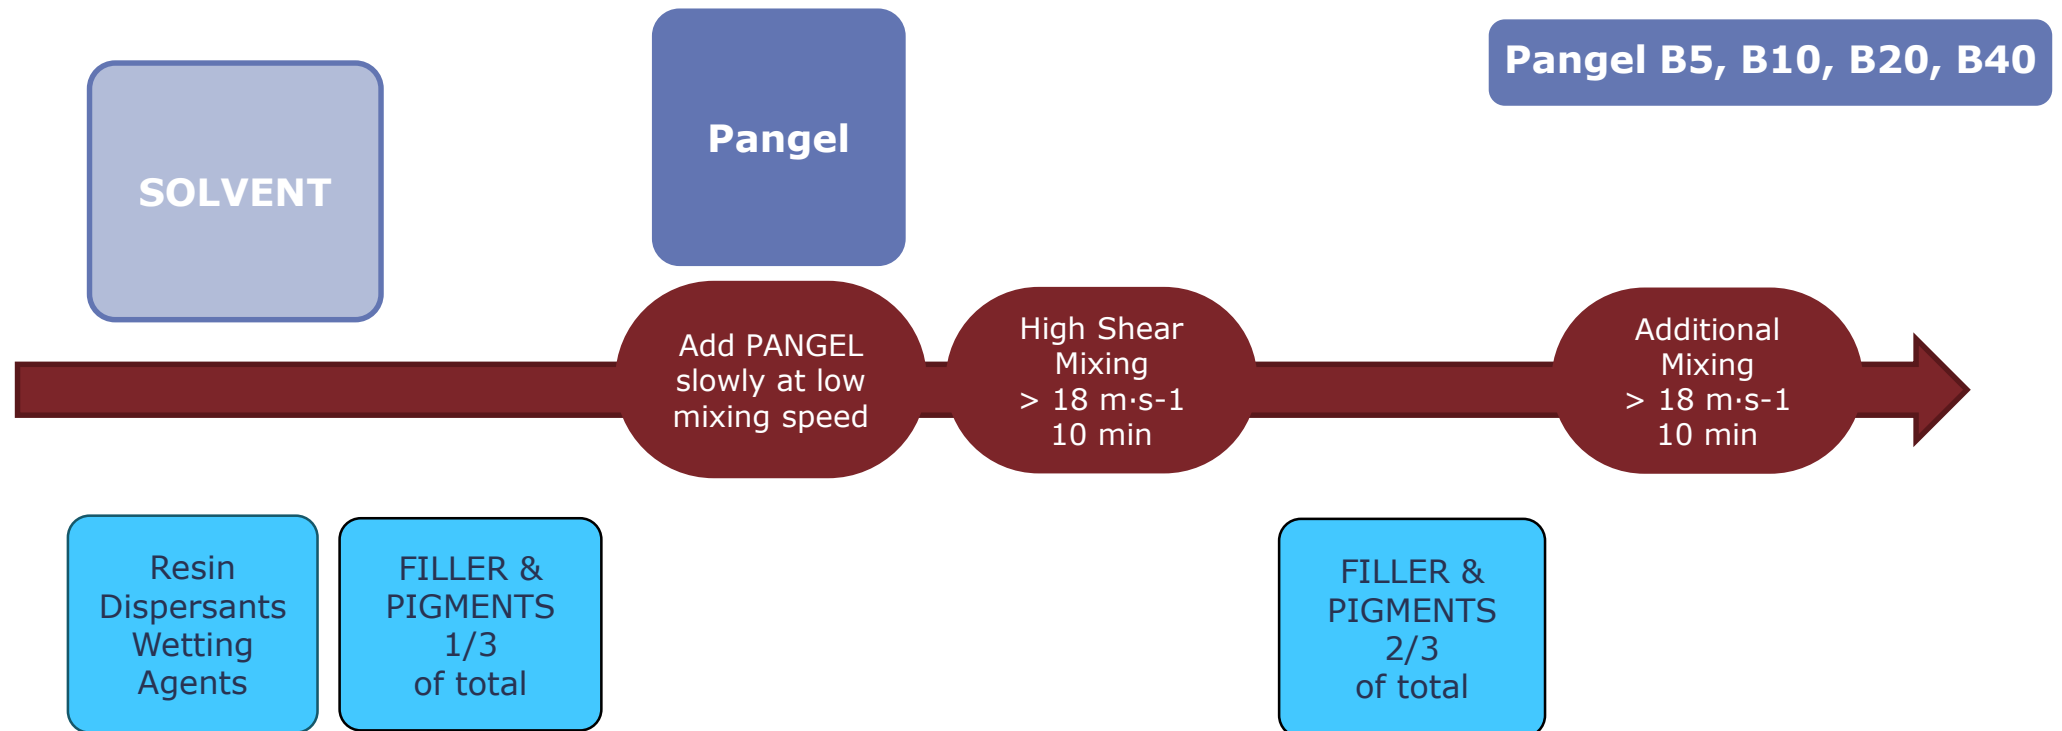 SOLVENT
Pangel
Pangel B5, B10, B20, B40
Add PANGEL
slowly at low
mixing speed
High Shear
Mixing
> 18 m·s-1
10 min
Additional
Mixing
> 18 m·s-1
10 min
Resin
Dispersants
Wetting
Agents
FILLER &
PIGMENTS
1/3
of total
FILLER &
PIGMENTS
2/3
of total